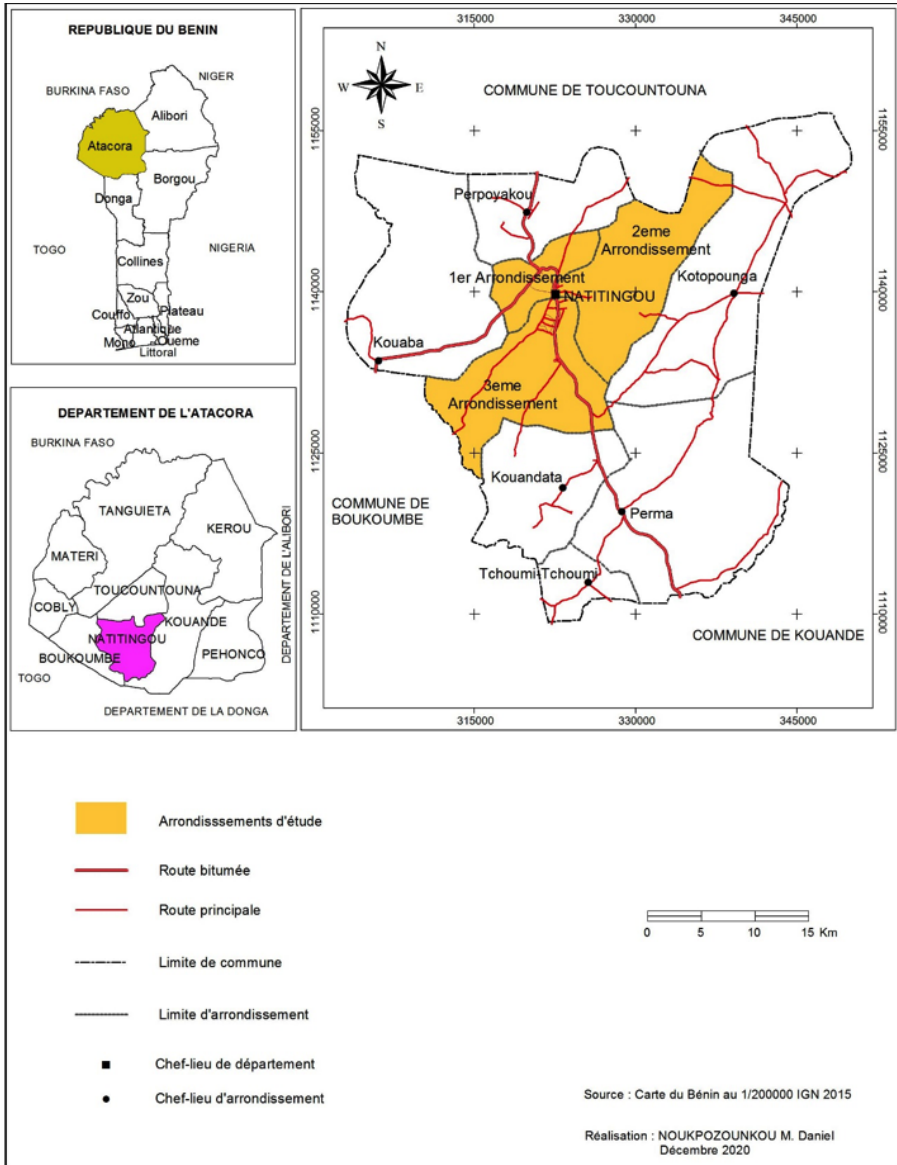 REPUBLIQUE DU BENIN
NIGER
BURKINA FASO
Alibori
Atacora
Borgou
Donga
TOGO
NIGERIA
Collines
Zou
Plateau
Couffo
Atlantique
Mono
Oueme
Littoral
DEPARTEMENT DE L'ATACORA
BURKINA FASO
TANGUIETA
KEROU
MATERI
DEPARTEMENT DE L'ALIBORI
TOUCOUNTOUNA
COBLY
KOUANDE
NATITINGOU
BOUKOUMBE
PEHONCO
TOGO
DEPARTEMENT DE LA DONGA
315000
330000
345000
N
W E
S
COMMUNE DE TOUCOUNTOUNA
1155000
1155000
Perpoyakou
2eme
Arrondissement
1er Arrondissement
Kotopounga
1140000
NATITINGOU
1140000
Kouaba
3eme
Arrondissement
1125000
1125000
Kouandata
COMMUNE DE
BOUKOUMBE
Perma
Tchoumi-Tchoumi
1110000
1110000
COMMUNE DE KOUANDE
315000
330000
345000
Arrondisssements d'étude
Route bitumée
Route principale
0 5 10 15 Km
Limite de commune
Limite d'arrondissement
Chef-lieu de département
Chef-lieu d'arrondissement
Source : Carte du Bénin au 1/200000 IGN 2015
Réalisation : NOUKPOZOUNKOU M. Daniel
Décembre 2020